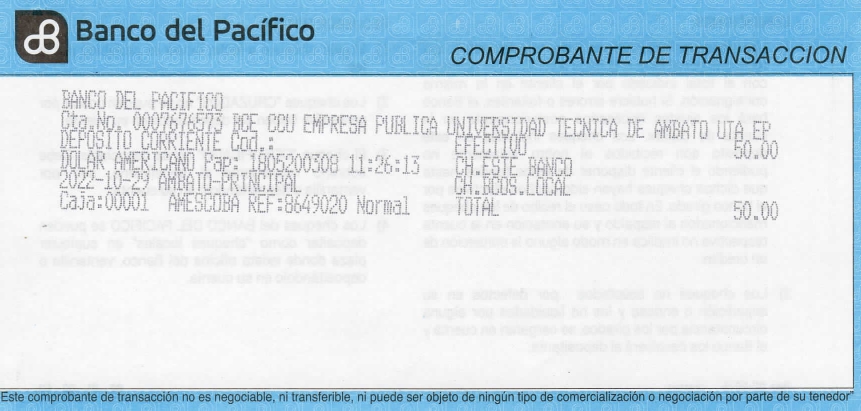 Banco del Pacífico
COMPROBANTE DE TRANSACCION
BANCO DEL PACIFICO
Cta.No. 0007676573 BCE CCU EMPRESA PUBLICA UNIVERSIDAD TECNICA DE AMBATO UTA EP
DEPOSITO CORRIENTE Cod.: EFECTIVO 50.00
DOLAR AMERICANO Pap: 1805200308 11:26:13 CH.ESTE BANCO
2022-10-29 AMBATO-PRINCIPAL CH.BCOS.LOCAL
Caja:00001 AMESCOBA REF:8649020 Normal TOTAL 50.00
Este comprobante de transacción no es negociable, ni transferible, ni puede ser objeto de ningún tipo de comercialización o negociación por parte de su tenedor"